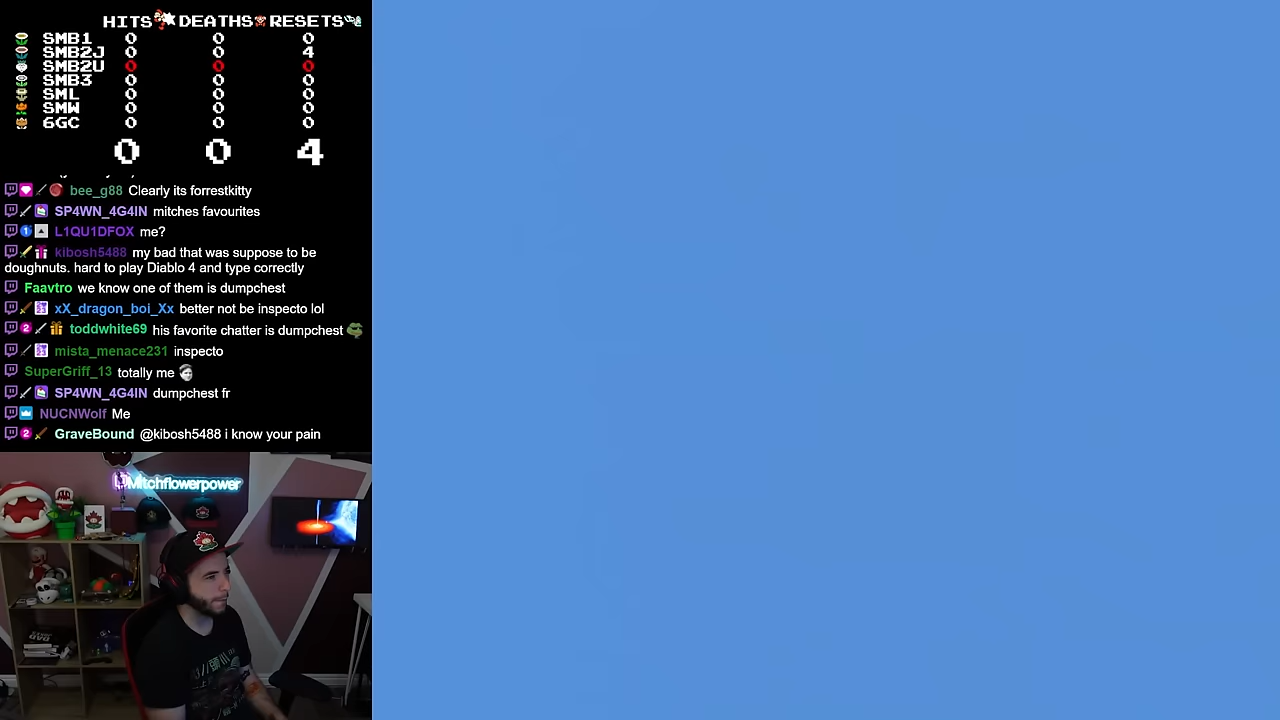 HITS DEATHS RESETS
SMB1 0 0 0
SMB2J 0 0 4
SMB2U 0 0 0
SMB3 0 0 0
SML 0 0 0
SMW 0 0 0
6GC 0 0 0
0 0 4
bee_g88 Clearly its forrestkitty
SP4WN_4G4IN mitches favourites
1 L1QU1DFOX me?
kibosh5488 my bad that was suppose to be
doughnuts. hard to play Diablo 4 and type correctly
Faavtro we know one of them is dumpchest
xX_dragon_boi_Xx better not be inspecto lol
2 toddwhite69 his favorite chatter is dumpchest
mista_menace231 inspecto
SuperGriff_13 totally me
SP4WN_4G4IN dumpchest fr
NUCNWolf Me
2 GraveBound @kibosh5488 i know your pain
Mitchflowerpower